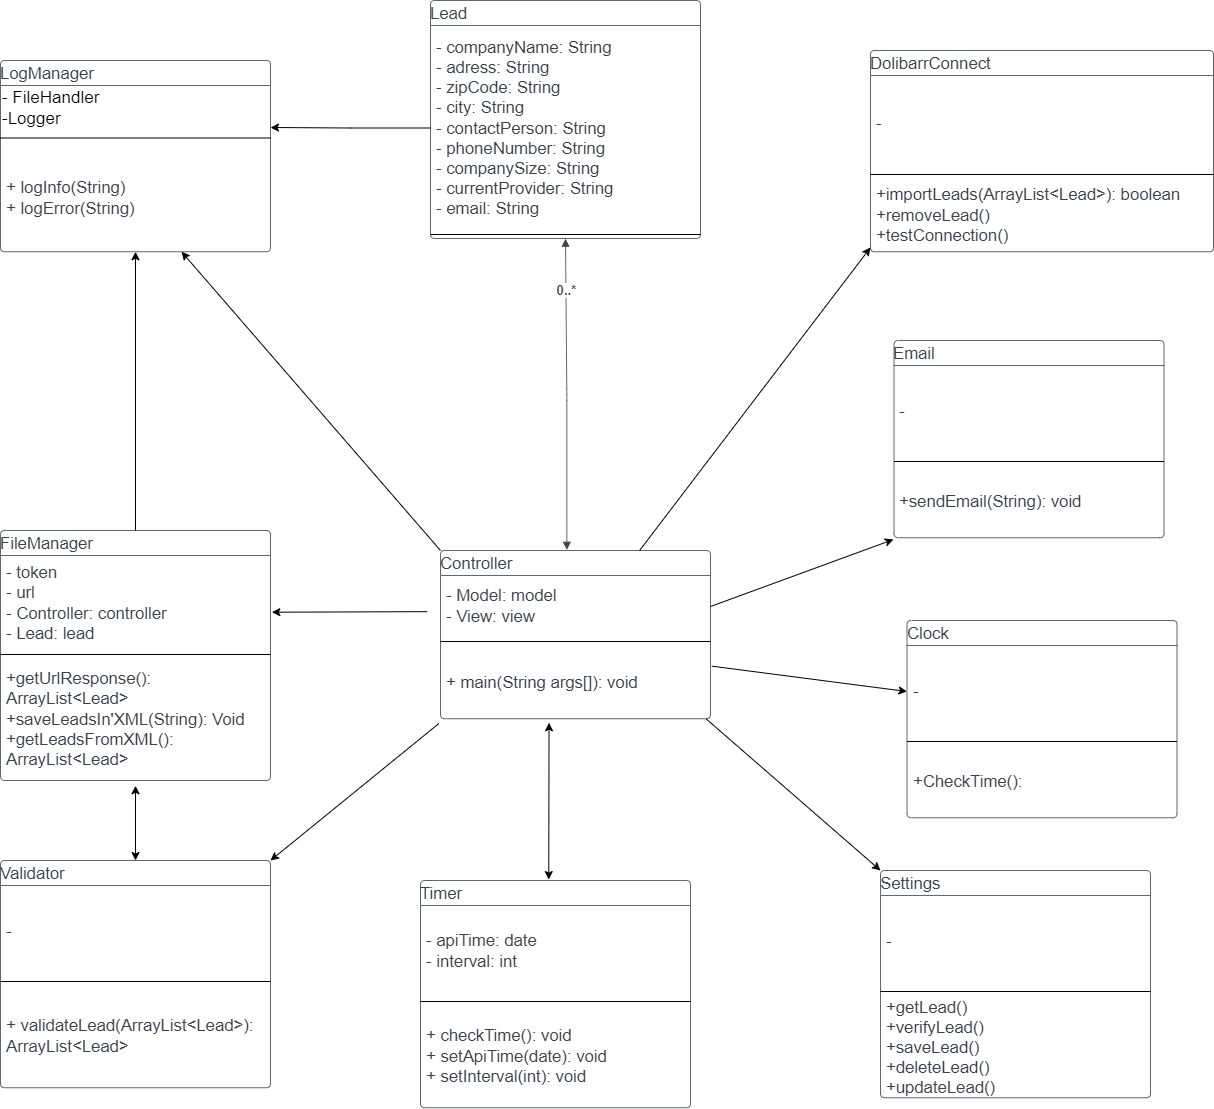 Lead
- companyName: String
- adress: String
- zipCode: String
- city: String
- contactPerson: String
- phoneNumber: String
- companySize: String
- currentProvider: String
- email: String
LogManager
- FileHandler
-Logger
+ logInfo(String)
+ logError(String)
DolibarrConnect
-
+importLeads(ArrayList<Lead>): boolean
+removeLead()
+testConnection()
0..*
Email
-
+sendEmail(String): void
FileManager
- token
- url
- Controller: controller
- Lead: lead
+getUrlResponse():
ArrayList<Lead>
+saveLeadsIn'XML(String): Void
+getLeadsFromXML():
ArrayList<Lead>
Controller
- Model: model
- View: view
+ main(String args[]): void
Clock
-
+CheckTime():
Validator
-
+ validateLead(ArrayList<Lead>):
ArrayList<Lead>
Timer
- apiTime: date
- interval: int
+ checkTime(): void
+ setApiTime(date): void
+ setInterval(int): void
Settings
-
+getLead()
+verifyLead()
+saveLead()
+deleteLead()
+updateLead()